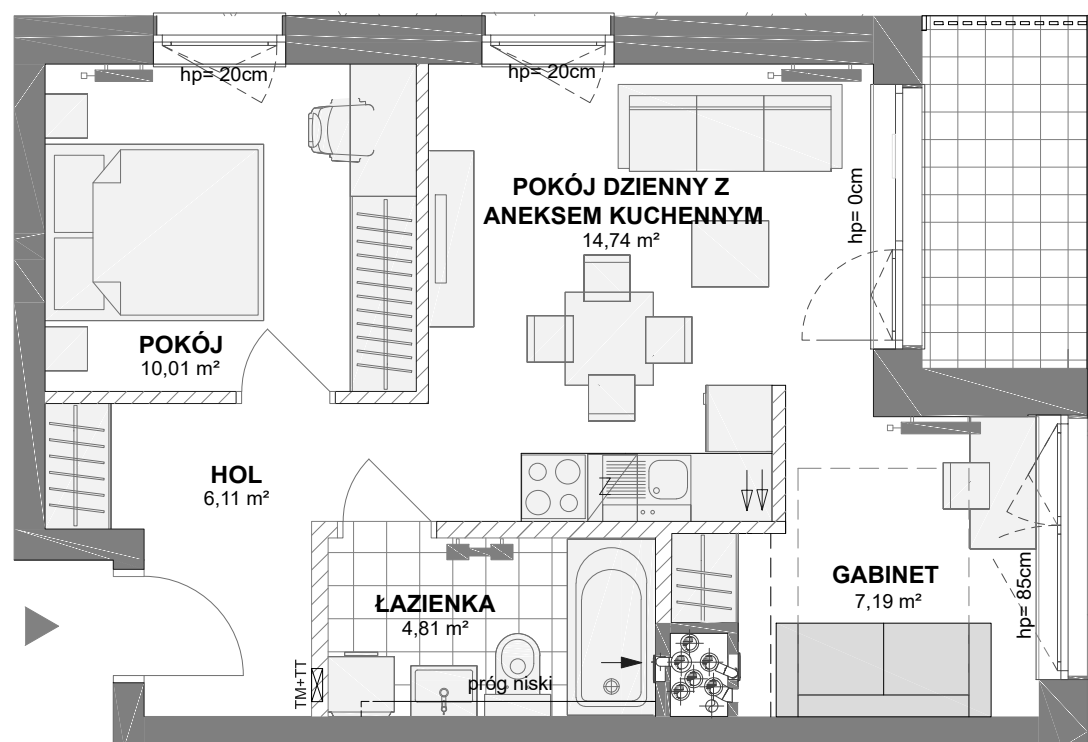 hp= 20cm
hp= 20cm
POKÓJ DZIENNY Z
ANEKSEM KUCHENNYM
14,74 m²
hp= 0cm
POKÓJ
10,01 m²
HOL
6,11 m²
GABINET
7,19 m²
hp= 85cm
ŁAZIENKA
4,81 m²
próg niski
TM+TT